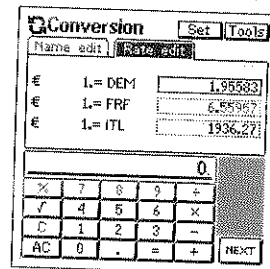 Conversion Set Tools
Name edit Rate edit
€ 1.= DEM 1.95583
€ 1.= FRF 6.55957
€ 1.= ITL 1936.27
0.
% 7 8 9 ÷
√ 4 5 6 ×
C 1 2 3 −
AC 0 . = + NEXT